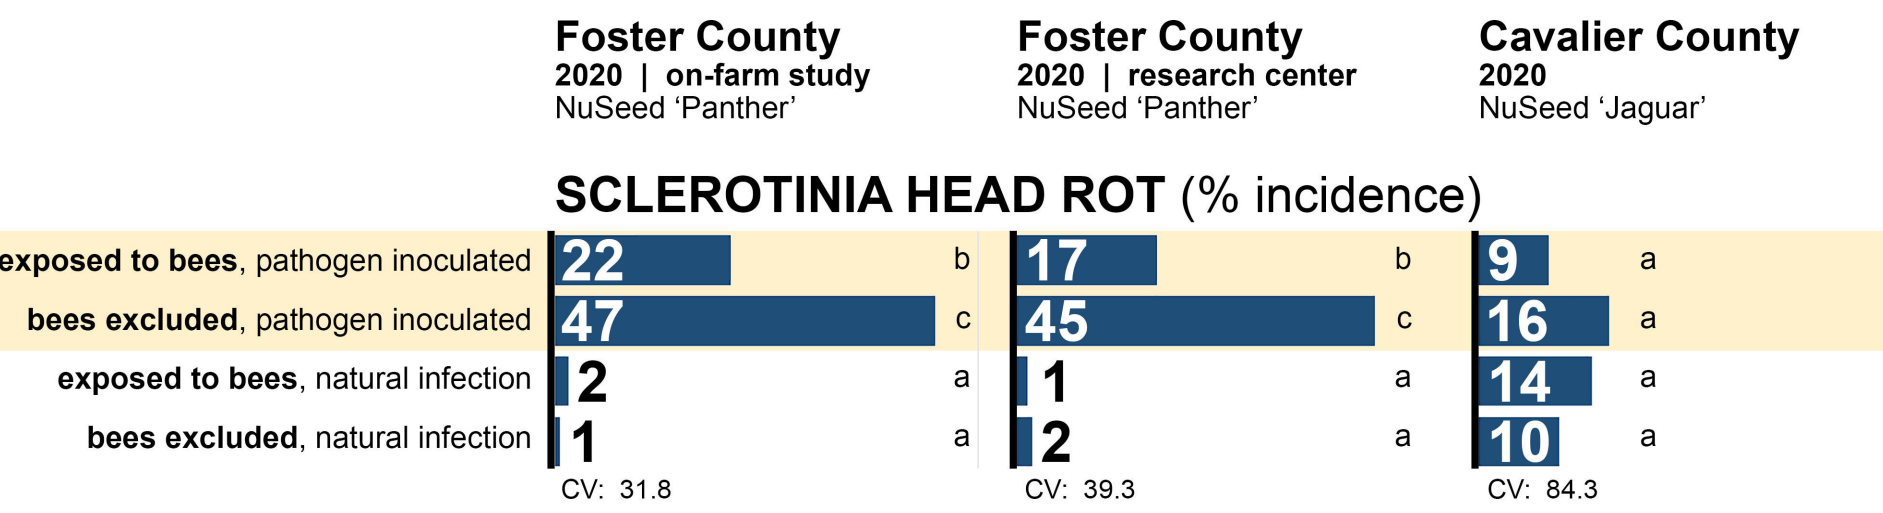 Foster County Foster County Cavalier County
2020 | on-farm study 2020 | research center 2020
NuSeed ‘Panther’ NuSeed ‘Panther’ NuSeed ‘Jaguar’
SCLEROTINIA HEAD ROT (% incidence)
exposed to bees, pathogen inoculated 22 b 17 b 9 a
bees excluded, pathogen inoculated 47 c 45 c 16 a
exposed to bees, natural infection 2 a 1 a 14 a
bees excluded, natural infection 1 a 2 a 10 a
CV: 31.8 CV: 39.3 CV: 84.3